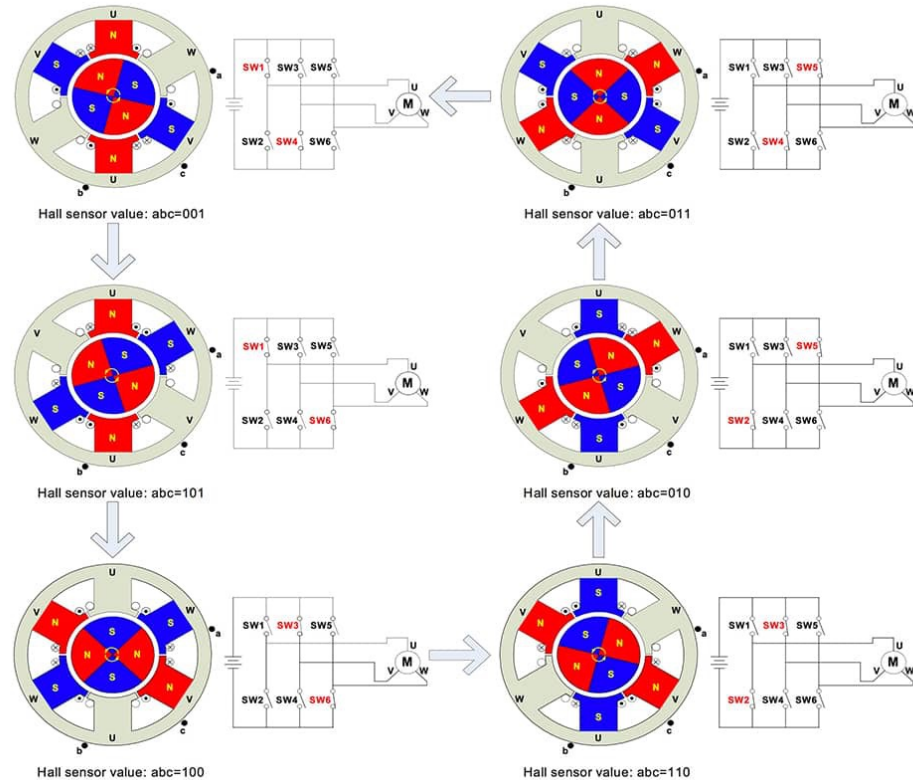 U
V N W
S a
N S
S N
S
W N V
U c
b
SW1 SW3 SW5
SW2 SW4 SW6
U
M
V W
Hall sensor value: abc=001
U
V W
S N a
N
S S
N
W N S V
U c
b
SW1 SW3 SW5
SW2 SW4 SW6
U
M
V W
Hall sensor value: abc=011
U
V N W
S a
N S
S N
W S V
N
U c
b
SW1 SW3 SW5
SW2 SW4 SW6
U
M
V W
Hall sensor value: abc=101
U
V S W
N a
S N
N S
W N V
S
U c
b
SW1 SW3 SW5
SW2 SW4 SW6
U
M
V W
Hall sensor value: abc=010
U
V W
N S a
S
N N
S
W S N V
U c
b
SW1 SW3 SW5
SW2 SW4 SW6
U
M
V W
Hall sensor value: abc=100
U
V S W
N a
S N
N S
W N V
S
U c
b
SW1 SW3 SW5
SW2 SW4 SW6
U
M
V W
Hall sensor value: abc=110